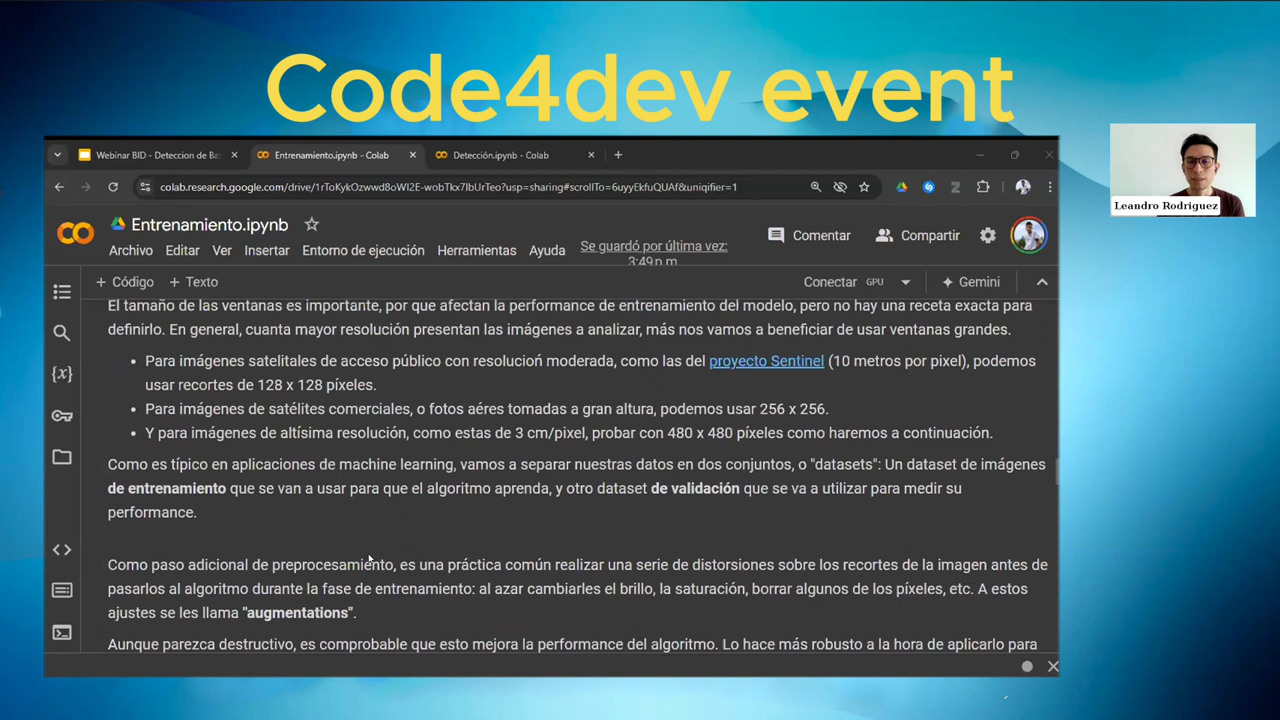 Code4dev event
Webinar BID - Deteccion de Ba
Entrenamiento.ipynb - Colab
Detección.ipynb - Colab
colab.research.google.com/drive/1rToKykOzwwd8oWI2E-wobTkx7IbUrTeo?usp=sharing#scrollTo=6uyyEkfuQUAf&uniqifier=1
Leandro Rodriguez
Entrenamiento.ipynb
Archivo Editar Ver Insertar Entorno de ejecución Herramientas Ayuda
Se guardó por última vez:
3:49 p.m.
Comentar
Compartir
+ Código + Texto
Conectar GPU
Gemini
El tamaño de las ventanas es importante, por que afectan la performance de entrenamiento del modelo, pero no hay una receta exacta para
definirlo. En general, cuanta mayor resolución presentan las imágenes a analizar, más nos vamos a beneficiar de usar ventanas grandes.
• Para imágenes satelitales de acceso público con resolución moderada, como las del proyecto Sentinel (10 metros por pixel), podemos
usar recortes de 128 x 128 píxeles.
• Para imágenes de satélites comerciales, o fotos aéres tomadas a gran altura, podemos usar 256 x 256.
• Y para imágenes de altísima resolución, como estas de 3 cm/pixel, probar con 480 x 480 píxeles como haremos a continuación.
Como es típico en aplicaciones de machine learning, vamos a separar nuestras datos en dos conjuntos, o "datasets": Un dataset de imágenes
de entrenamiento que se van a usar para que el algoritmo aprenda, y otro dataset de validación que se va a utilizar para medir su
performance.
Como paso adicional de preprocesamiento, es una práctica común realizar una serie de distorsiones sobre los recortes de la imagen antes de
pasarlos al algoritmo durante la fase de entrenamiento: al azar cambiarles el brillo, la saturación, borrar algunos de los píxeles, etc. A estos
ajustes se les llama "augmentations".
Aunque parezca destructivo, es comprobable que esto mejora la performance del algoritmo. Lo hace más robusto a la hora de aplicarlo para